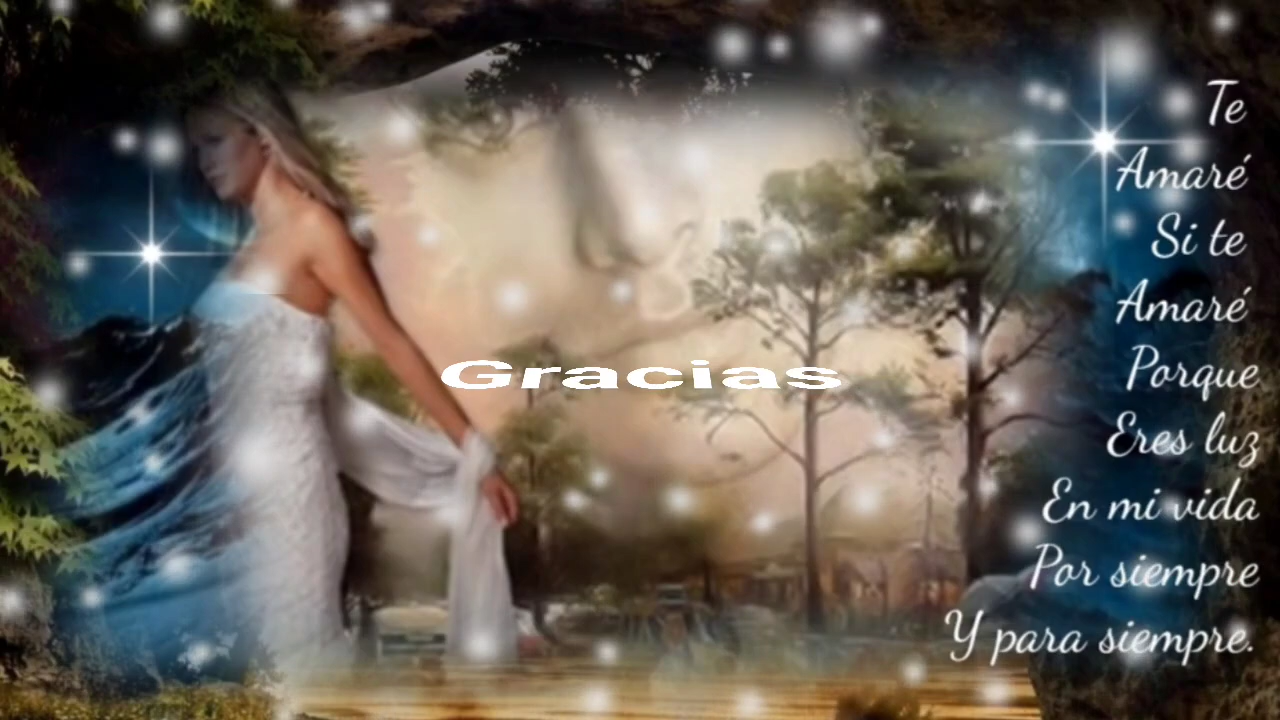 Te
Amaré
Si te
Amaré
Porque
Eres luz
En mi vida
Por siempre
Y para siempre.
Gracias